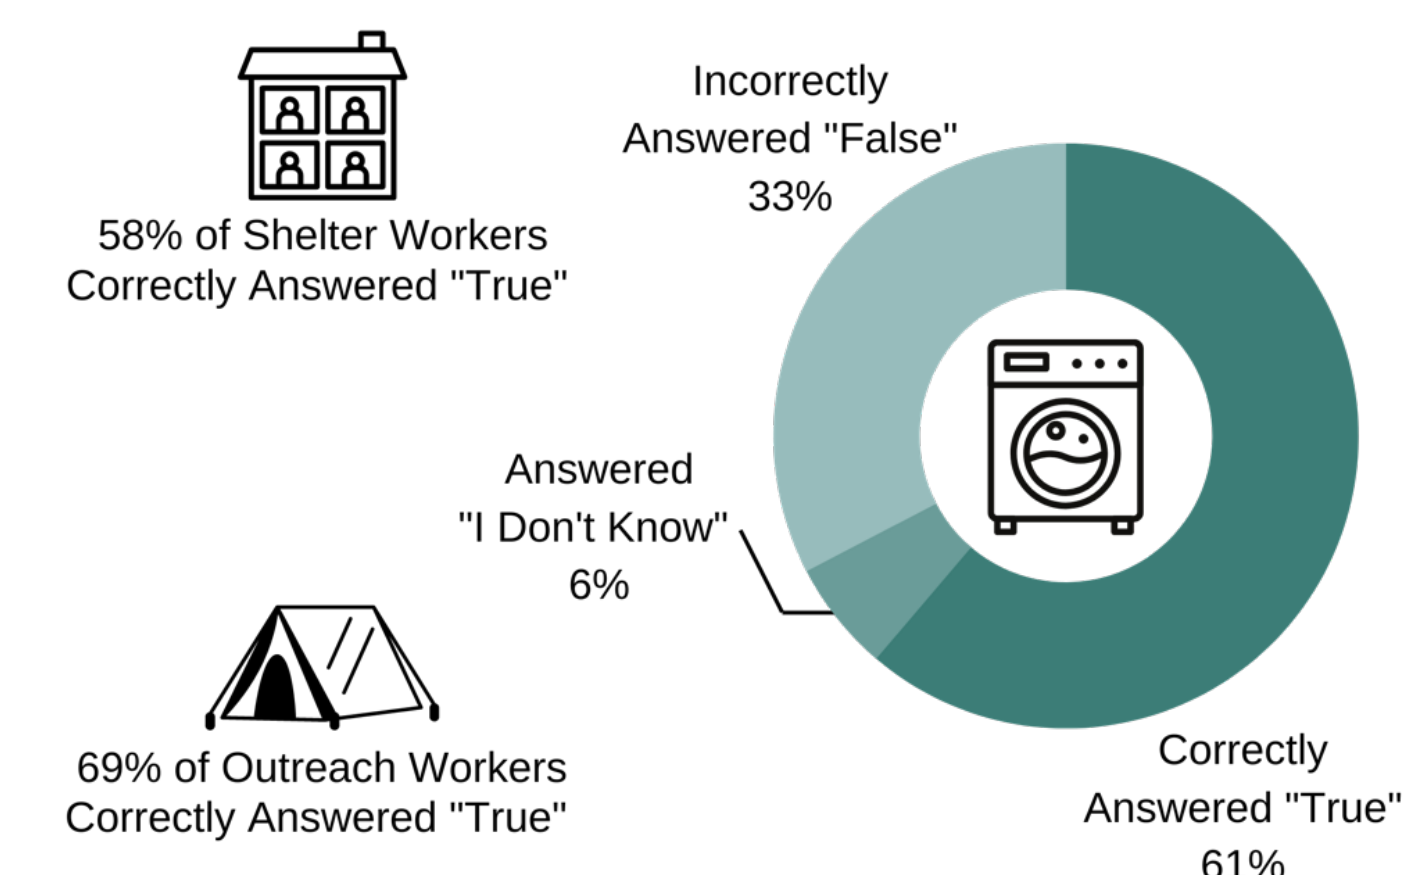 58% of Shelter Workers
Correctly Answered "True"
Incorrectly
Answered "False"
33%
Answered
"I Don't Know"
6%
69% of Outreach Workers
Correctly Answered "True"
Correctly
Answered "True"
61%